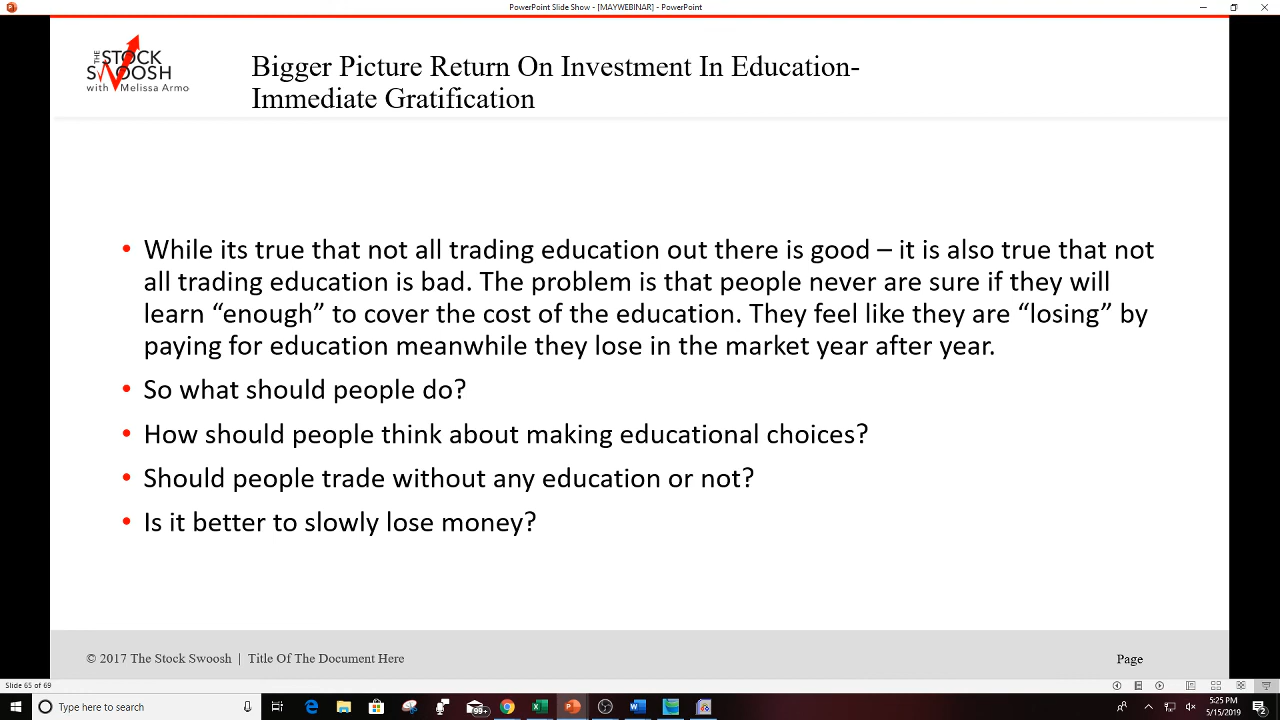 PowerPoint Slide Show - [MAYWEBINAR] - PowerPoint
THE STOCK
SWOOSH
with Melissa Armo
Bigger Picture Return On Investment In Education-
Immediate Gratification
• While its true that not all trading education out there is good – it is also true that not
all trading education is bad. The problem is that people never are sure if they will
learn “enough” to cover the cost of the education. They feel like they are “losing” by
paying for education meanwhile they lose in the market year after year.
• So what should people do?
• How should people think about making educational choices?
• Should people trade without any education or not?
• Is it better to slowly lose money?
© 2017 The Stock Swoosh | Title Of The Document Here
Page
Slide 65 of 69
Type here to search
99+
5:25 PM
5/15/2019
2